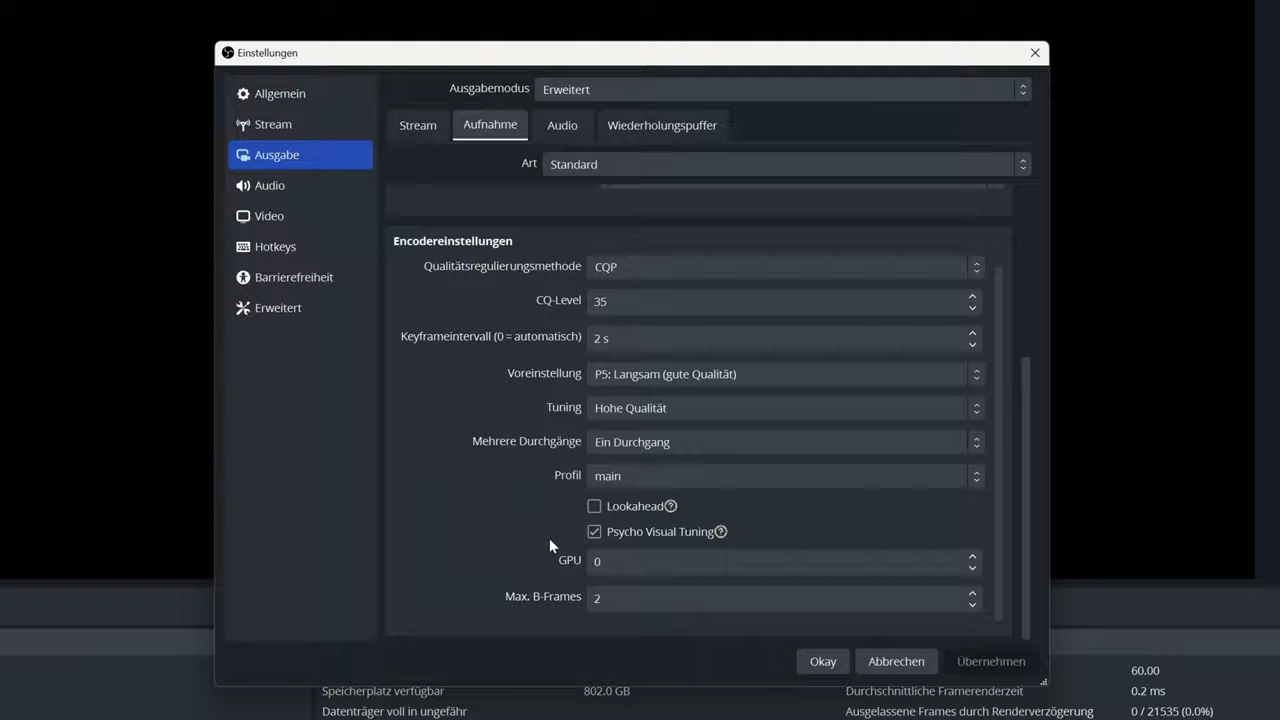 Einstellungen
Allgemein
Stream
Ausgabe
Audio
Video
Hotkeys
Barrierefreiheit
Erweitert
Ausgabemodus Erweitert
Stream Aufnahme Audio Wiederholungspuffer
Art Standard
Encodereinstellungen
Qualitätsregulierungsmethode CQP
CQ-Level 35
Keyframeintervall (0 = automatisch) 2 s
Voreinstellung P5: Langsam (gute Qualität)
Tuning Hohe Qualität
Mehrere Durchgänge Ein Durchgang
Profil main
Lookahead
Psycho Visual Tuning
GPU 0
Max. B-Frames 2
Okay Abbrechen Übernehmen
60.00
Speicherplatz verfügbar 802.0 GB Durchschnittliche Framerenderzeit 0.2 ms
Datenträger voll in ungefähr Ausgelassene Frames durch Renderverzögerung 0 / 21535 (0.0%)